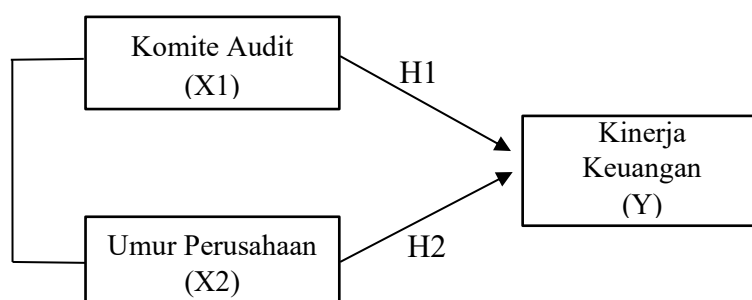 Komite Audit
(X1)
H1
Kinerja
Keuangan
(Y)
Umur Perusahaan
(X2)
H2